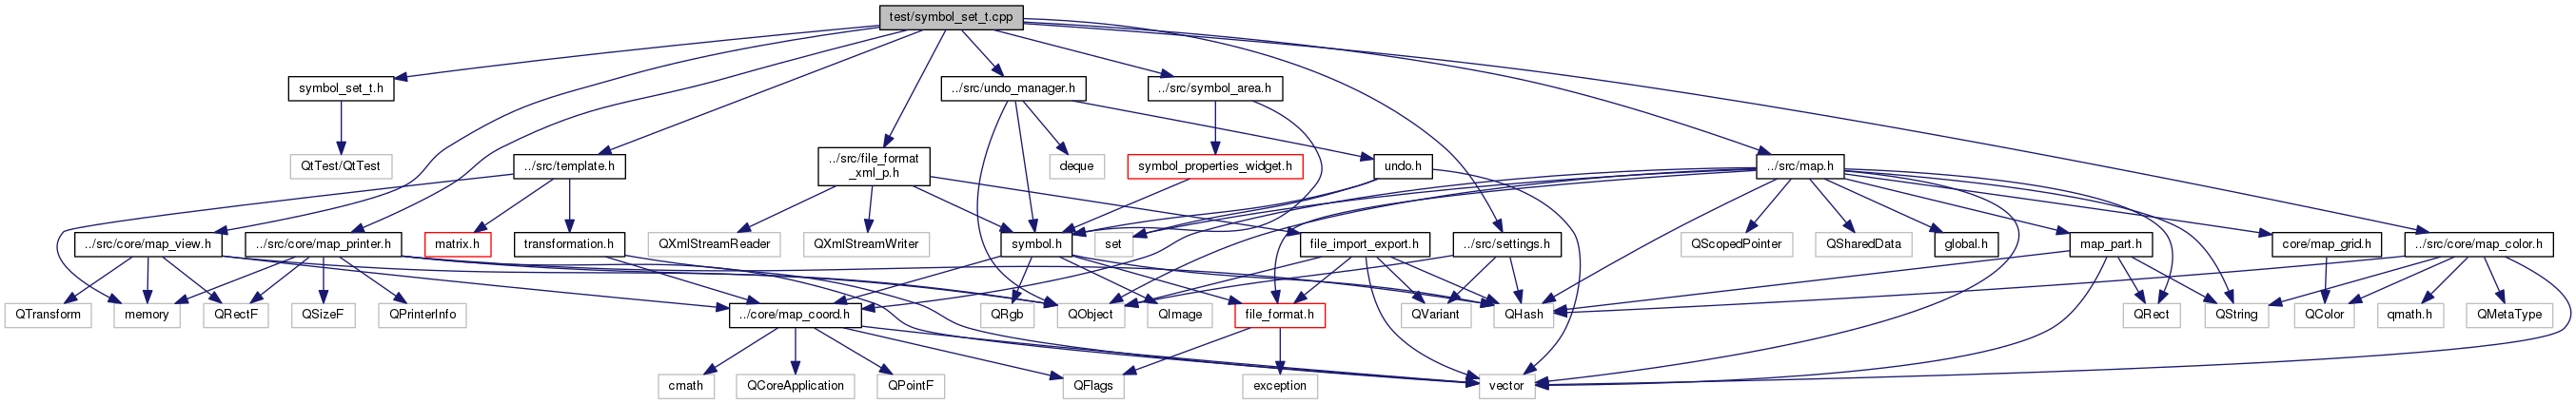 test/symbol_set_t.cpp
symbol_set_t.h
../src/undo_manager.h
../src/symbol_area.h
QtTest/QtTest
../src/template.h
../src/file_format
_xml_p.h
deque
symbol_properties_widget.h
undo.h
../src/map.h
../src/core/map_view.h
../src/core/map_printer.h
matrix.h
transformation.h
QXmlStreamReader
QXmlStreamWriter
symbol.h
set
file_import_export.h
../src/settings.h
QScopedPointer
QSharedData
global.h
map_part.h
core/map_grid.h
../src/core/map_color.h
QTransform
memory
QRectF
QSizeF
QPrinterInfo
../core/map_coord.h
QRgb
QObject
QImage
file_format.h
QVariant
QHash
QRect
QString
QColor
qmath.h
QMetaType
cmath
QCoreApplication
QPointF
QFlags
exception
vector